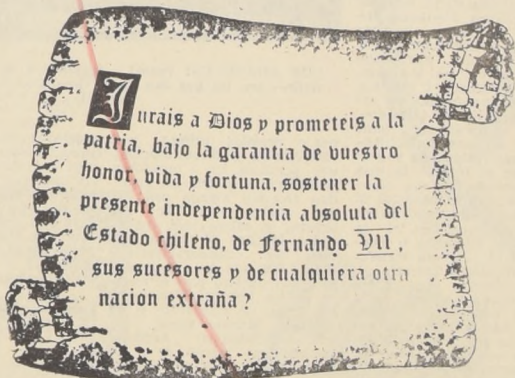 Jurais a Dios y prometeis a la
patria, bajo la garantia de vuestro
honor, vida y fortuna, sostener la
presente independencia absoluta del
Estado chileno, de Fernando VII,
sus sucesores y de cualquiera otra
nacion extraña?